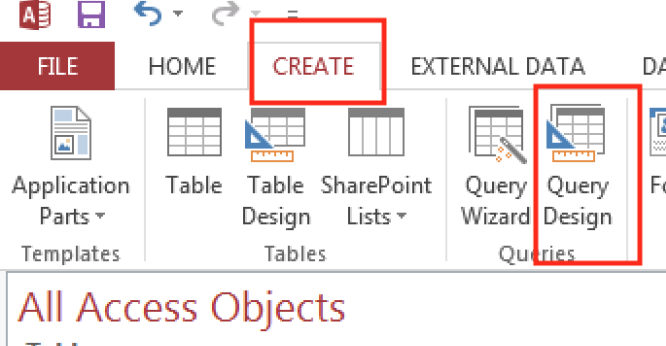 FILE HOME CREATE EXTERNAL DATA
Application Table Table SharePoint Query Query
Parts Design Lists Wizard Design
Templates Tables Queries
All Access Objects